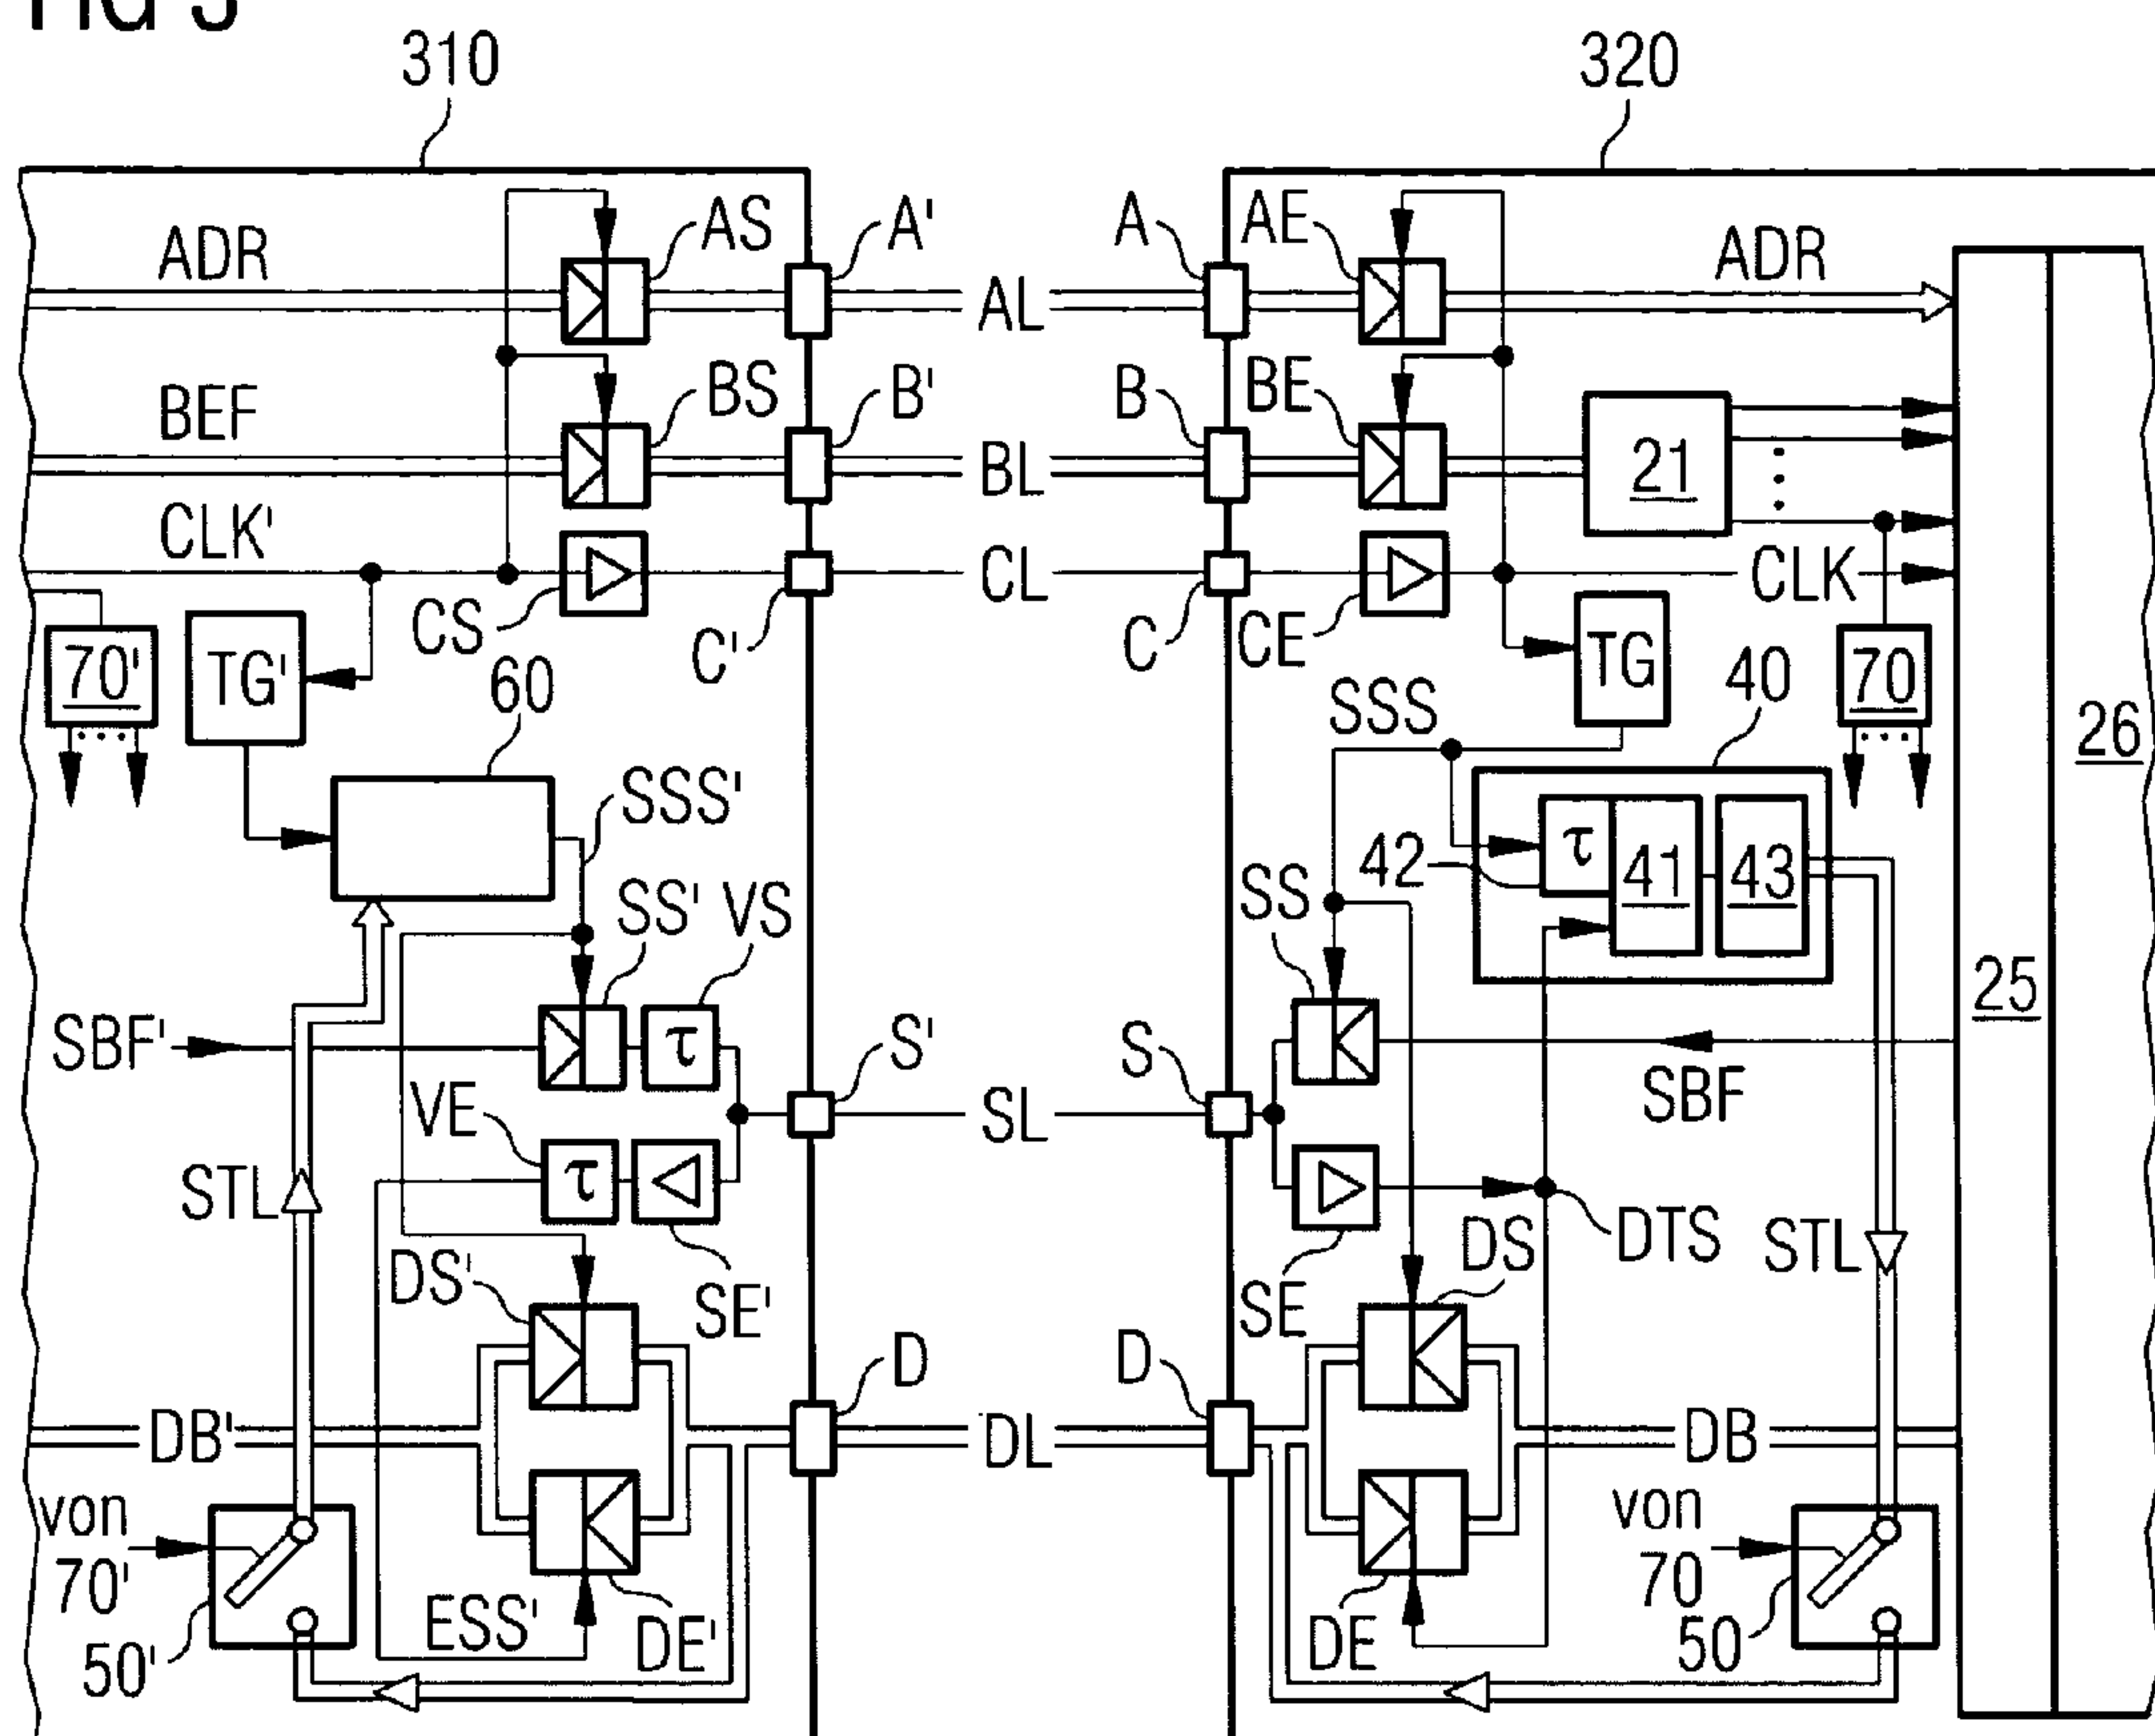 FIG 3
310
320
ADR
AS
A'
A
AE
ADR
AL
BEF
BS
B'
B
BE
21
BL
CLK'
CS
C'
CL
C
CE
CLK
70'
TG'
60
TG
70
40
26
SSS
SSS'
τ
42
41
43
SS'
VS
SS
25
SBF'
τ
S'
S
SBF
SL
VE
τ
STL
SE'
SE
DTS
STL
DS'
DS
D
D
DB'
DL
DB
von
70'
50'
ESS'
DE'
DE
von
70
50